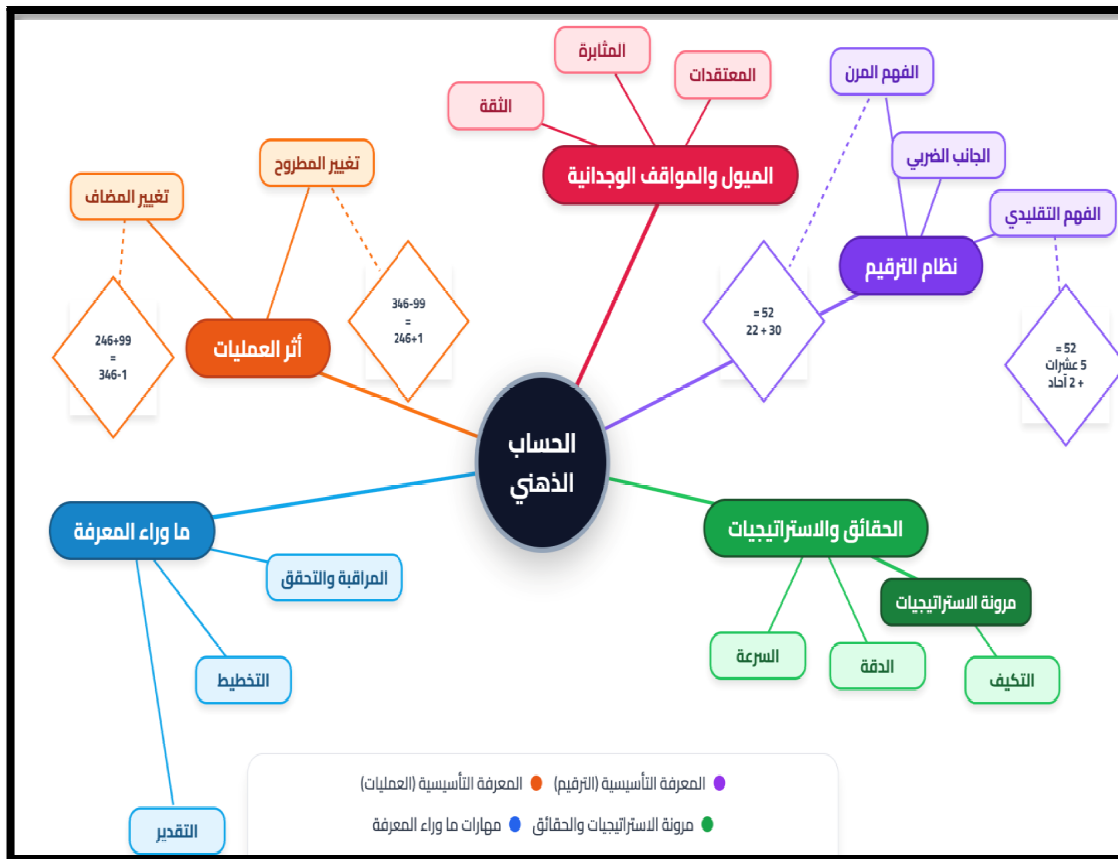 المثابرة
المعتقدات
الثقة
الميول والمواقف الوجدانية
الفهم المرن
الجانب الضربي
الفهم التقليدي
نظام الترقيم
= 52
22 + 30
= 52
5 عشرات
+ 2 آحاد
تغيير المطروح
تغيير المضاف
346-99
=
246+1
246+99
=
346-1
أثر العمليات
الحساب
الذهني
ما وراء المعرفة
المراقبة والتحقق
التخطيط
التقدير
الحقائق والاستراتيجيات
مرونة الاستراتيجيات
السرعة
الدقة
التكيف
المعرفة التأسيسية (الترقيم)
المعرفة التأسيسية (العمليات)
مرونة الاستراتيجيات والحقائق
مهارات ما وراء المعرفة